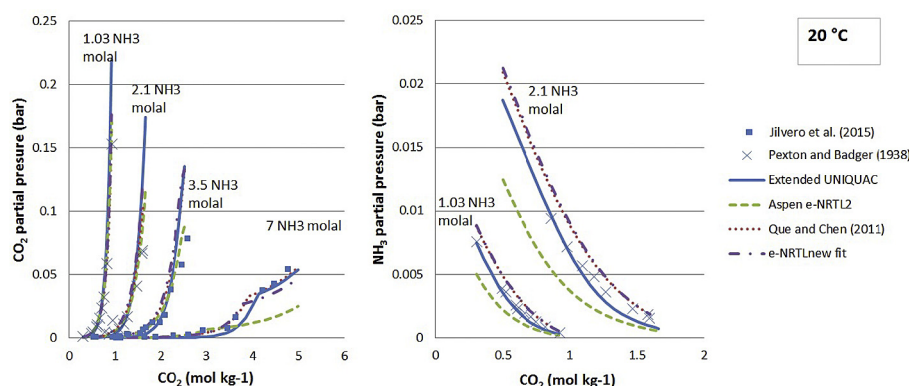 0.25
0.2
0.15
0.1
0.05
0
CO2 partial pressure (bar)
1.03 NH3
molal
2.1 NH3
molal
3.5 NH3
molal
7 NH3 molal
0 1 2 3 4 5 6
CO2 (mol kg-1)
0.025
0.02
0.015
0.01
0.005
0
NH3 partial pressure (bar)
2.1 NH3
molal
1.03 NH3
molal
0 0.5 1 1.5 2
CO2 (mol kg-1)
20 °C
Jilvero et al. (2015)
Pexton and Badger (1938)
Extended UNIQUAC
Aspen e-NRTL2
Que and Chen (2011)
e-NRTLnew fit